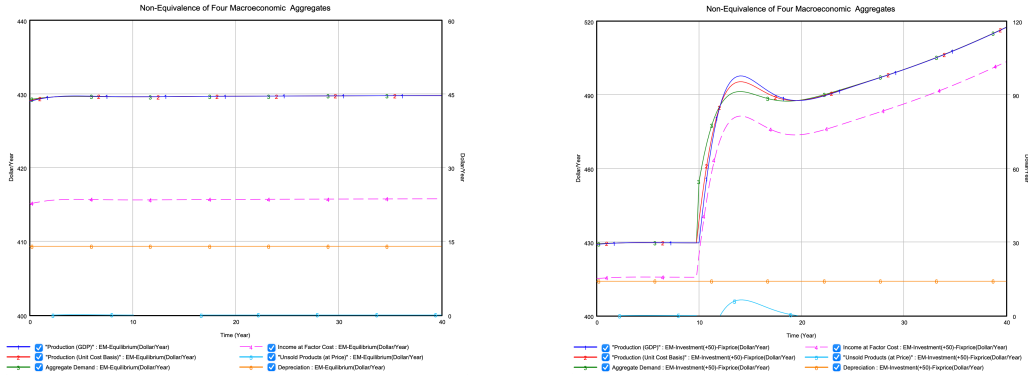 Non-Equivalence of Four Macroeconomic Aggregates
440
430
420
410
400
60
45
30
15
0
Dollar/Year
Dollar/Year
0 10 20 30 40
Time (Year)
"Production (GDP)" : EM-Equilibrium(Dollar/Year)
"Production (Unit Cost Basis)" : EM-Equilibrium(Dollar/Year)
Aggregate Demand : EM-Equilibrium(Dollar/Year)
Income at Factor Cost : EM-Equilibrium(Dollar/Year)
"Unsold Products (at Price)" : EM-Equilibrium(Dollar/Year)
Depreciation : EM-Equilibrium(Dollar/Year)
Non-Equivalence of Four Macroeconomic Aggregates
520
490
460
430
400
120
90
60
30
0
Dollar/Year
Dollar/Year
0 10 20 30 40
Time (Year)
"Production (GDP)" : EM-Investment(+50)-Fixprice(Dollar/Year)
"Production (Unit Cost Basis)" : EM-Investment(+50)-Fixprice(Dollar/Year)
Aggregate Demand : EM-Investment(+50)-Fixprice(Dollar/Year)
Income at Factor Cost : EM-Investment(+50)-Fixprice(Dollar/Year)
"Unsold Products (at Price)" : EM-Investment(+50)-Fixprice(Dollar/Year)
Depreciation : EM-Investment(+50)-Fixprice(Dollar/Year)